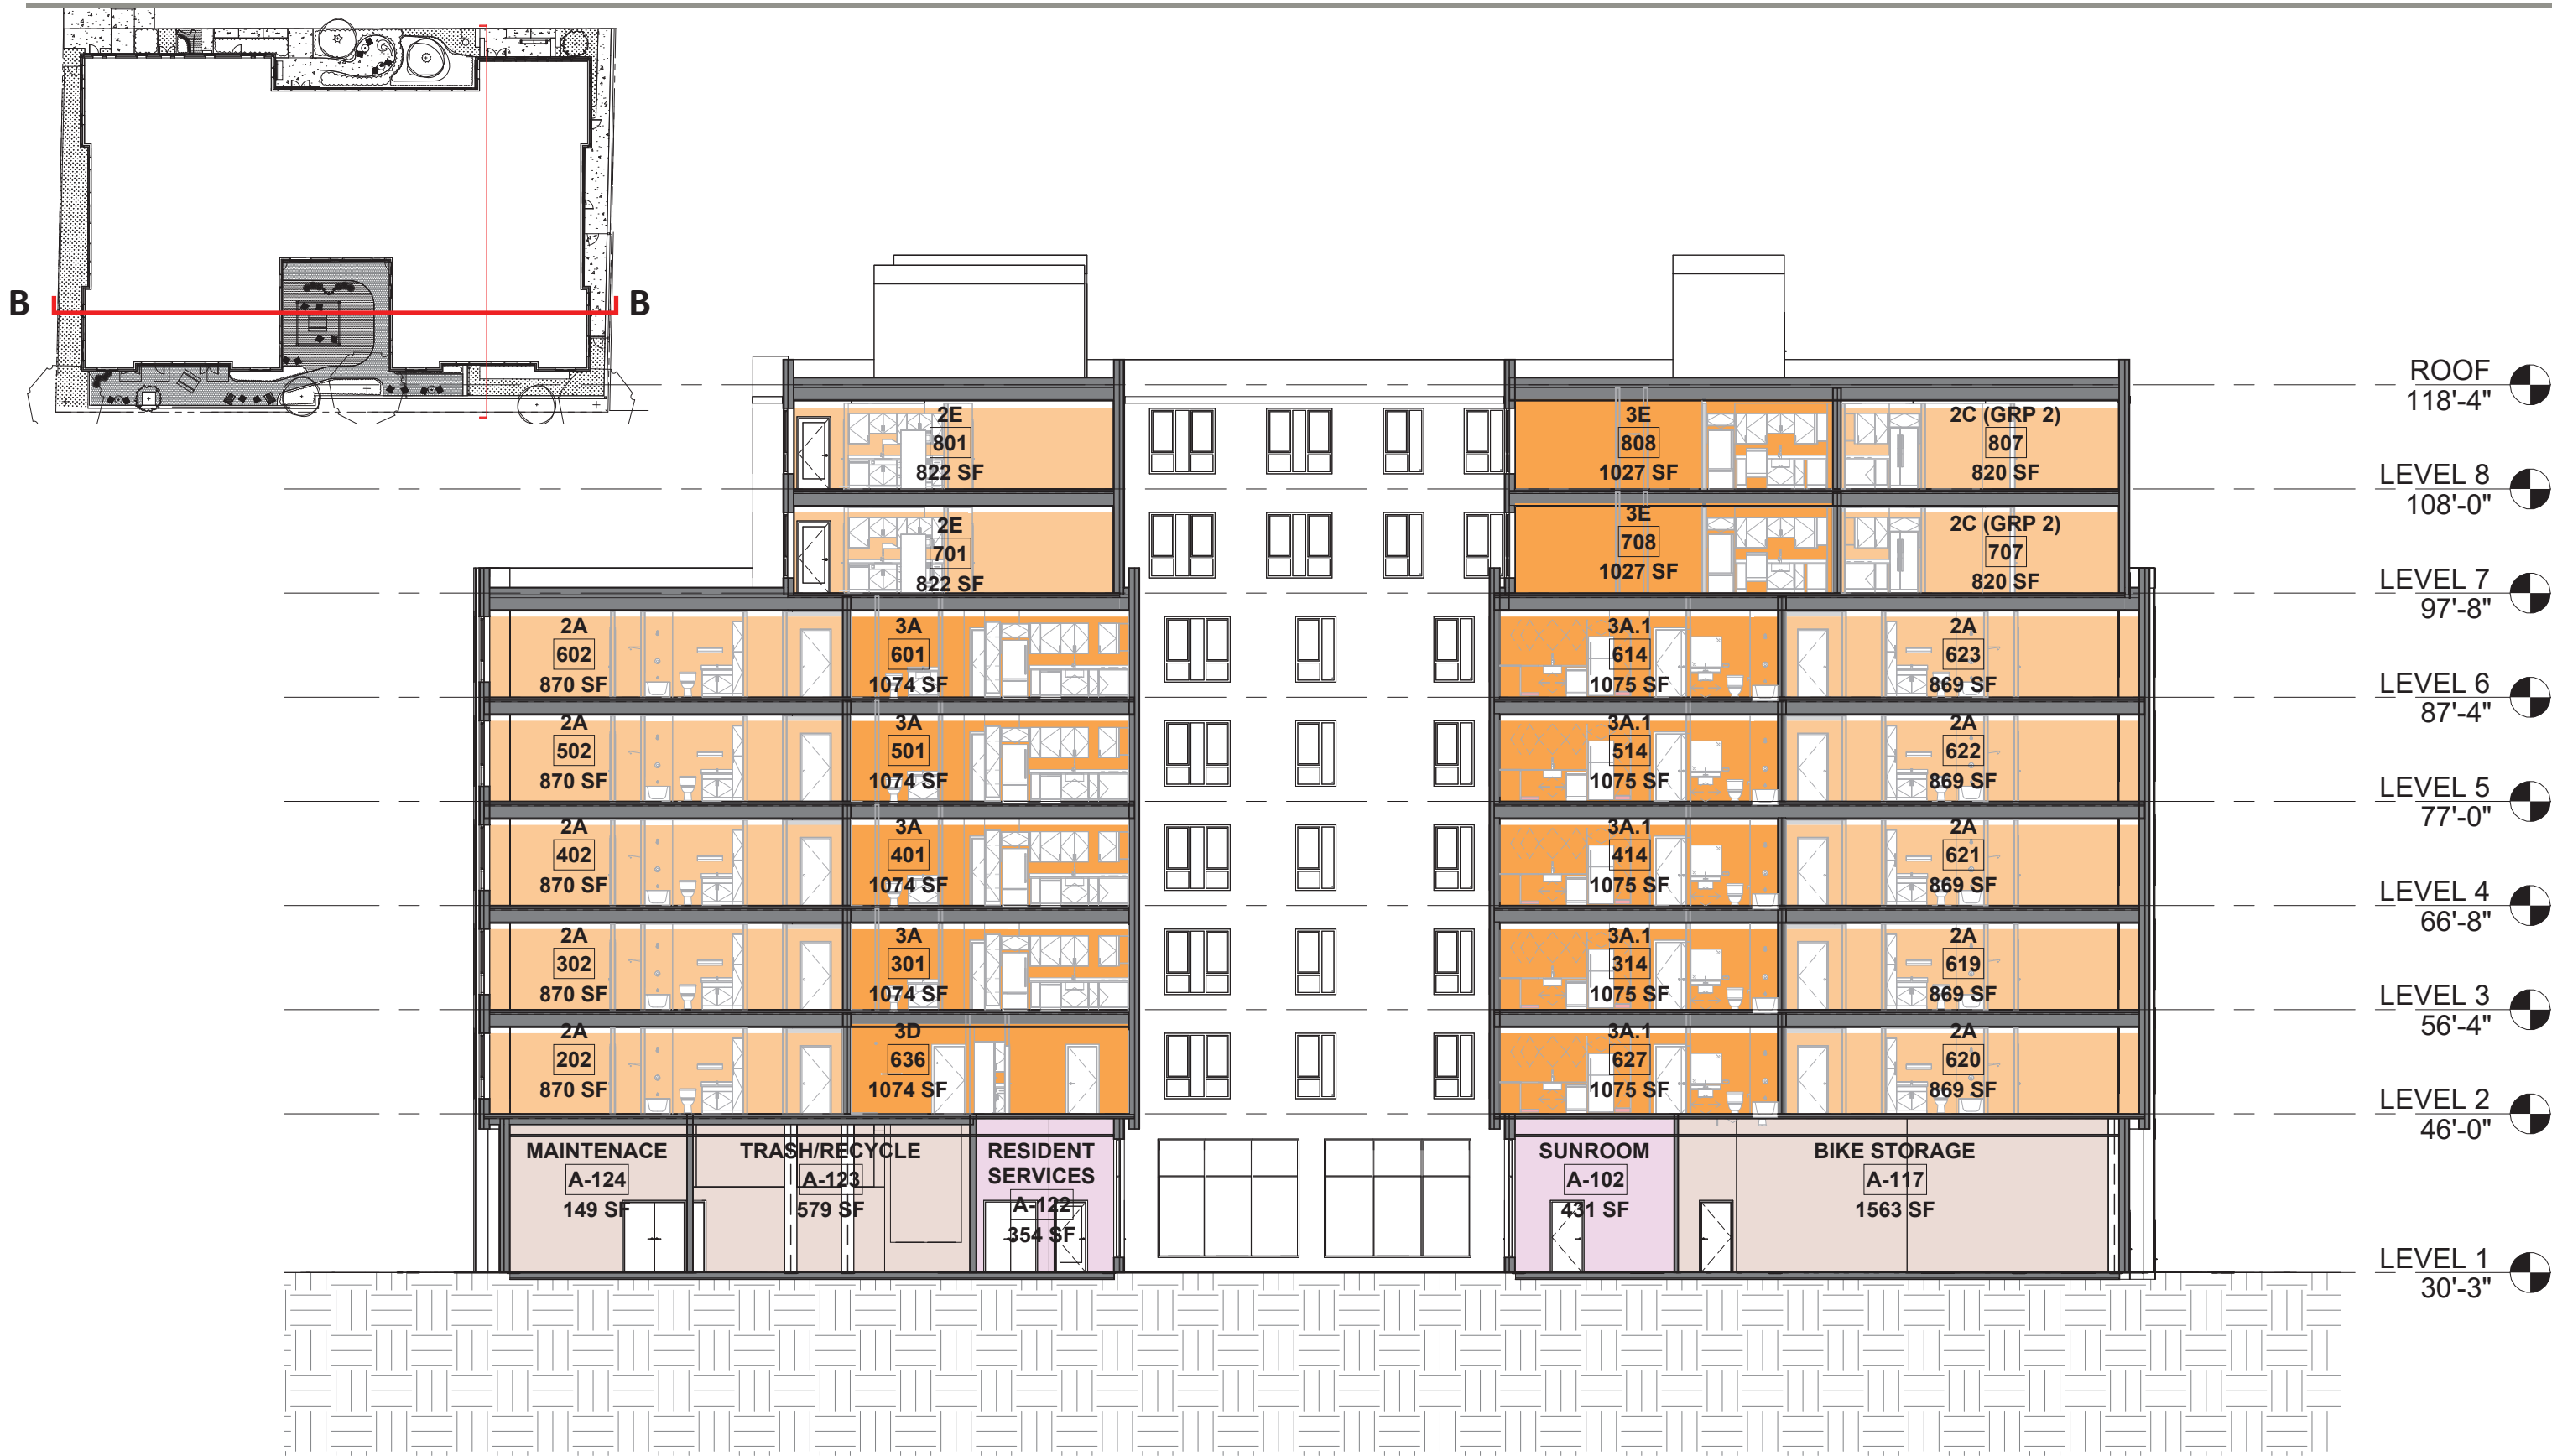 B
B
ROOF
118'-4"
2E
801
822 SF
3E
808
1027 SF
2C (GRP 2)
807
820 SF
LEVEL 8
108'-0"
2E
701
822 SF
3E
708
1027 SF
2C (GRP 2)
707
820 SF
LEVEL 7
97'-8"
2A
602
870 SF
3A
601
1074 SF
3A.1
614
1075 SF
2A
623
869 SF
LEVEL 6
87'-4"
2A
502
870 SF
3A
501
1074 SF
3A.1
514
1075 SF
2A
622
869 SF
LEVEL 5
77'-0"
2A
402
870 SF
3A
401
1074 SF
3A.1
414
1075 SF
2A
621
869 SF
LEVEL 4
66'-8"
2A
302
870 SF
3A
301
1074 SF
3A.1
314
1075 SF
2A
619
869 SF
LEVEL 3
56'-4"
2A
202
870 SF
3D
636
1074 SF
3A.1
627
1075 SF
2A
620
869 SF
LEVEL 2
46'-0"
MAINTENACE
A-124
149 SF
TRASH/RECYCLE
A-123
579 SF
RESIDENT
SERVICES
A-122
354 SF
SUNROOM
A-102
431 SF
BIKE STORAGE
A-117
1563 SF
LEVEL 1
30'-3"